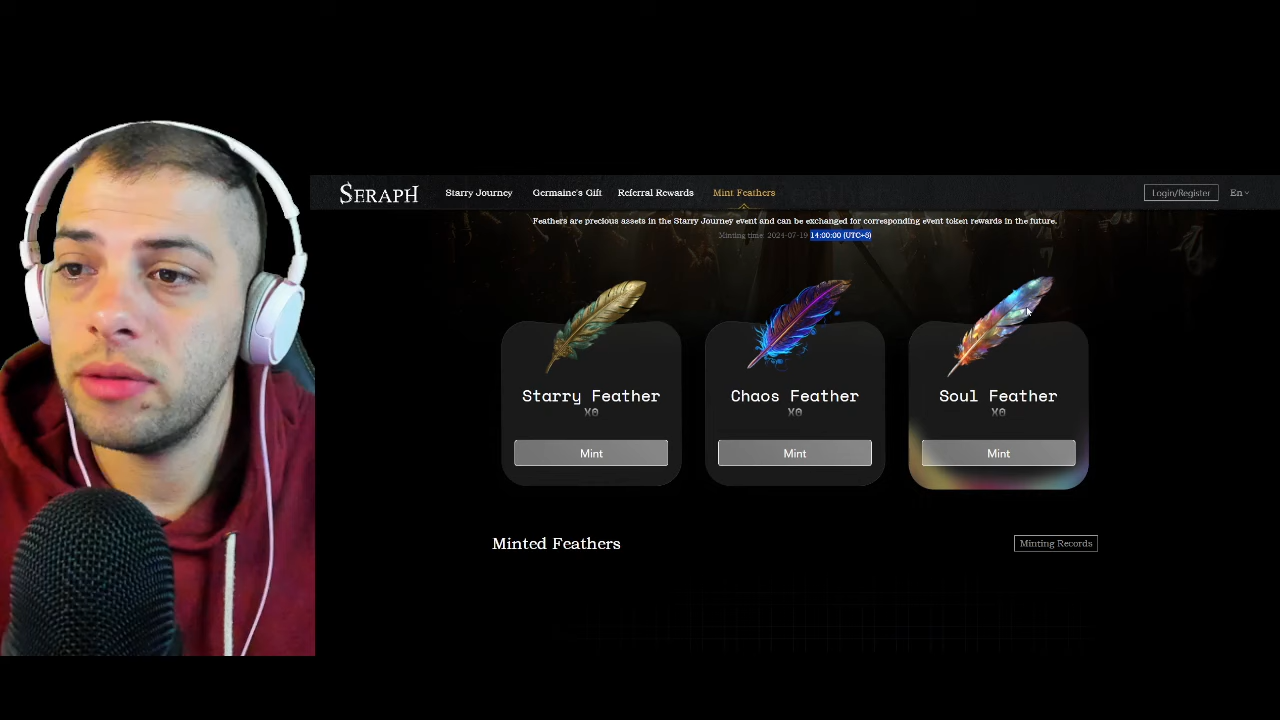 SERAPH Starry Journey Germaine's Gift Referral Rewards Mint Feathers Login/Register En
Feathers are precious assets in the Starry Journey event and can be exchanged for corresponding event token rewards in the future.
Minting time: 2024-07-19 14:00:00 (UTC+8)
Starry Feather Chaos Feather Soul Feather
X0 X0 X0
Mint Mint Mint
Minted Feathers Minting Records